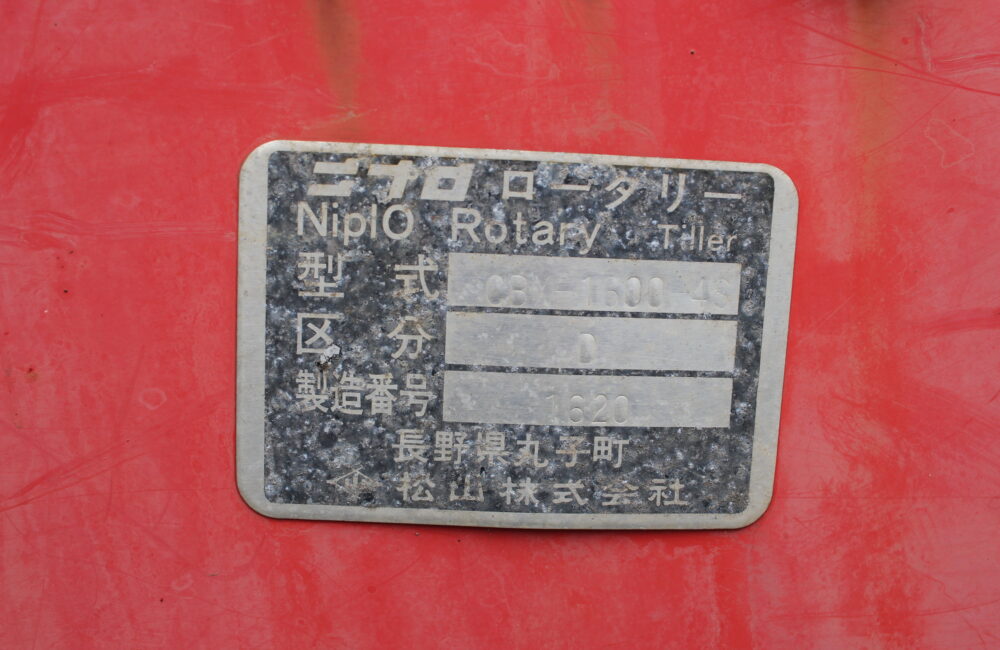 ニプロ ロータリー
NiplO Rotary Tiller
型式 CBX-1600-4S
区分 D
製造番号 1620
長野県丸子町
松山株式会社